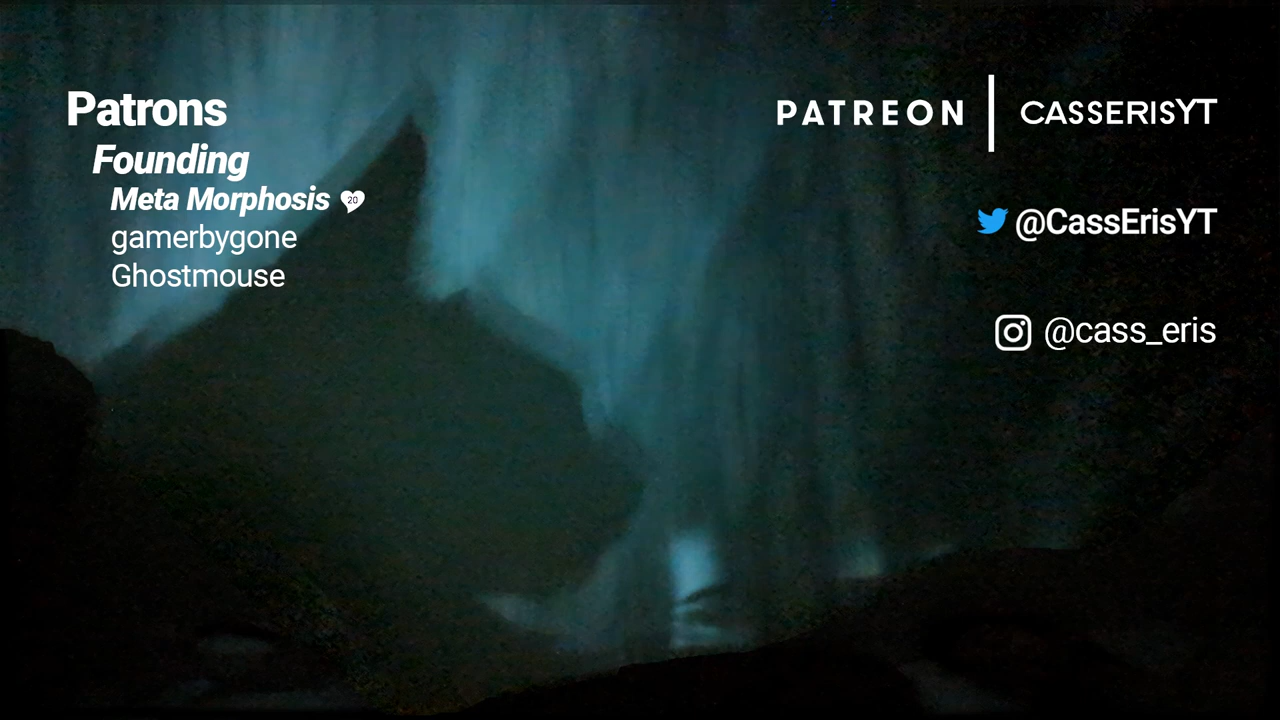 Patrons
Founding
Meta Morphosis 20
gamerbygone
Ghostmouse
PATREON | CASSERISYT
@CassErisYT
@cass_eris